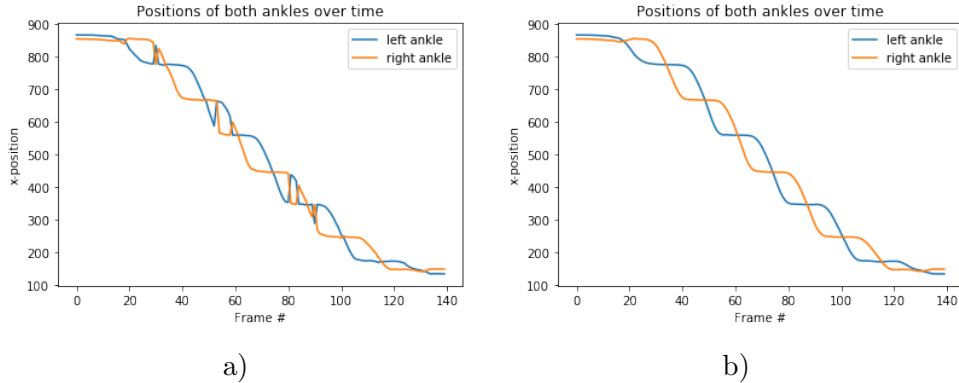 Positions of both ankles over time
900
800
700
600
500
400
300
200
100
x-position
left ankle
right ankle
0 20 40 60 80 100 120 140
Frame #
a)
Positions of both ankles over time
900
800
700
600
500
400
300
200
100
x-position
left ankle
right ankle
0 20 40 60 80 100 120 140
Frame #
b)